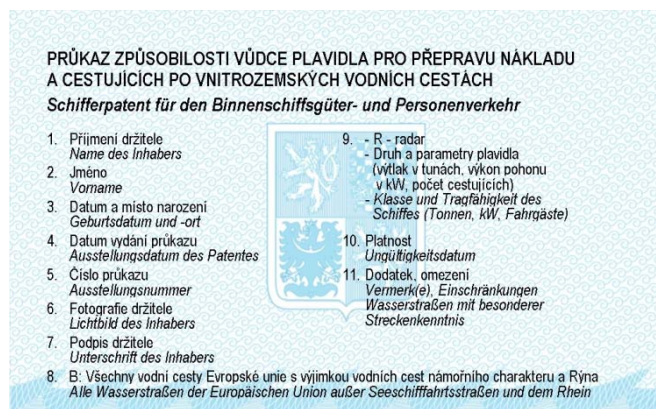 PRŮKAZ ZPŮSOBILOSTI VŮDCE PLAVIDLA PRO PŘEPRAVU NÁKLADU
A CESTUJÍCÍCH PO VNITROZEMSKÝCH VODNÍCH CESTÁCH
Schifferpatent für den Binnenschiffsgüter- und Personenverkehr
1. Příjmení držitele
Name des Inhabers
2. Jméno
Vorname
3. Datum a místo narození
Geburtsdatum und -ort
4. Datum vydání průkazu
Ausstellungsdatum des Patentes
5. Číslo průkazu
Ausstellungsnummer
6. Fotografie držitele
Lichtbild des Inhabers
7. Podpis držitele
Unterschrift des Inhabers
9. - R - radar
- Druh a parametry plavidla
(výtlak v tunách, výkon pohonu
v kW, počet cestujících)
- Klasse und Tragfähigkeit des
Schiffes (Tonnen, kW, Fahrgäste)
10. Platnost
Ungültigkeitsdatum
11. Dodatek, omezení
Vermerk(e), Einschränkungen
Wasserstraßen mit besonderer
Streckenkenntnis
8. B: Všechny vodní cesty Evropské unie s výjimkou vodních cest námořního charakteru a Rýna
Alle Wasserstraßen der Europäischen Union außer Seeschifffahrtsstraßen und dem Rhein